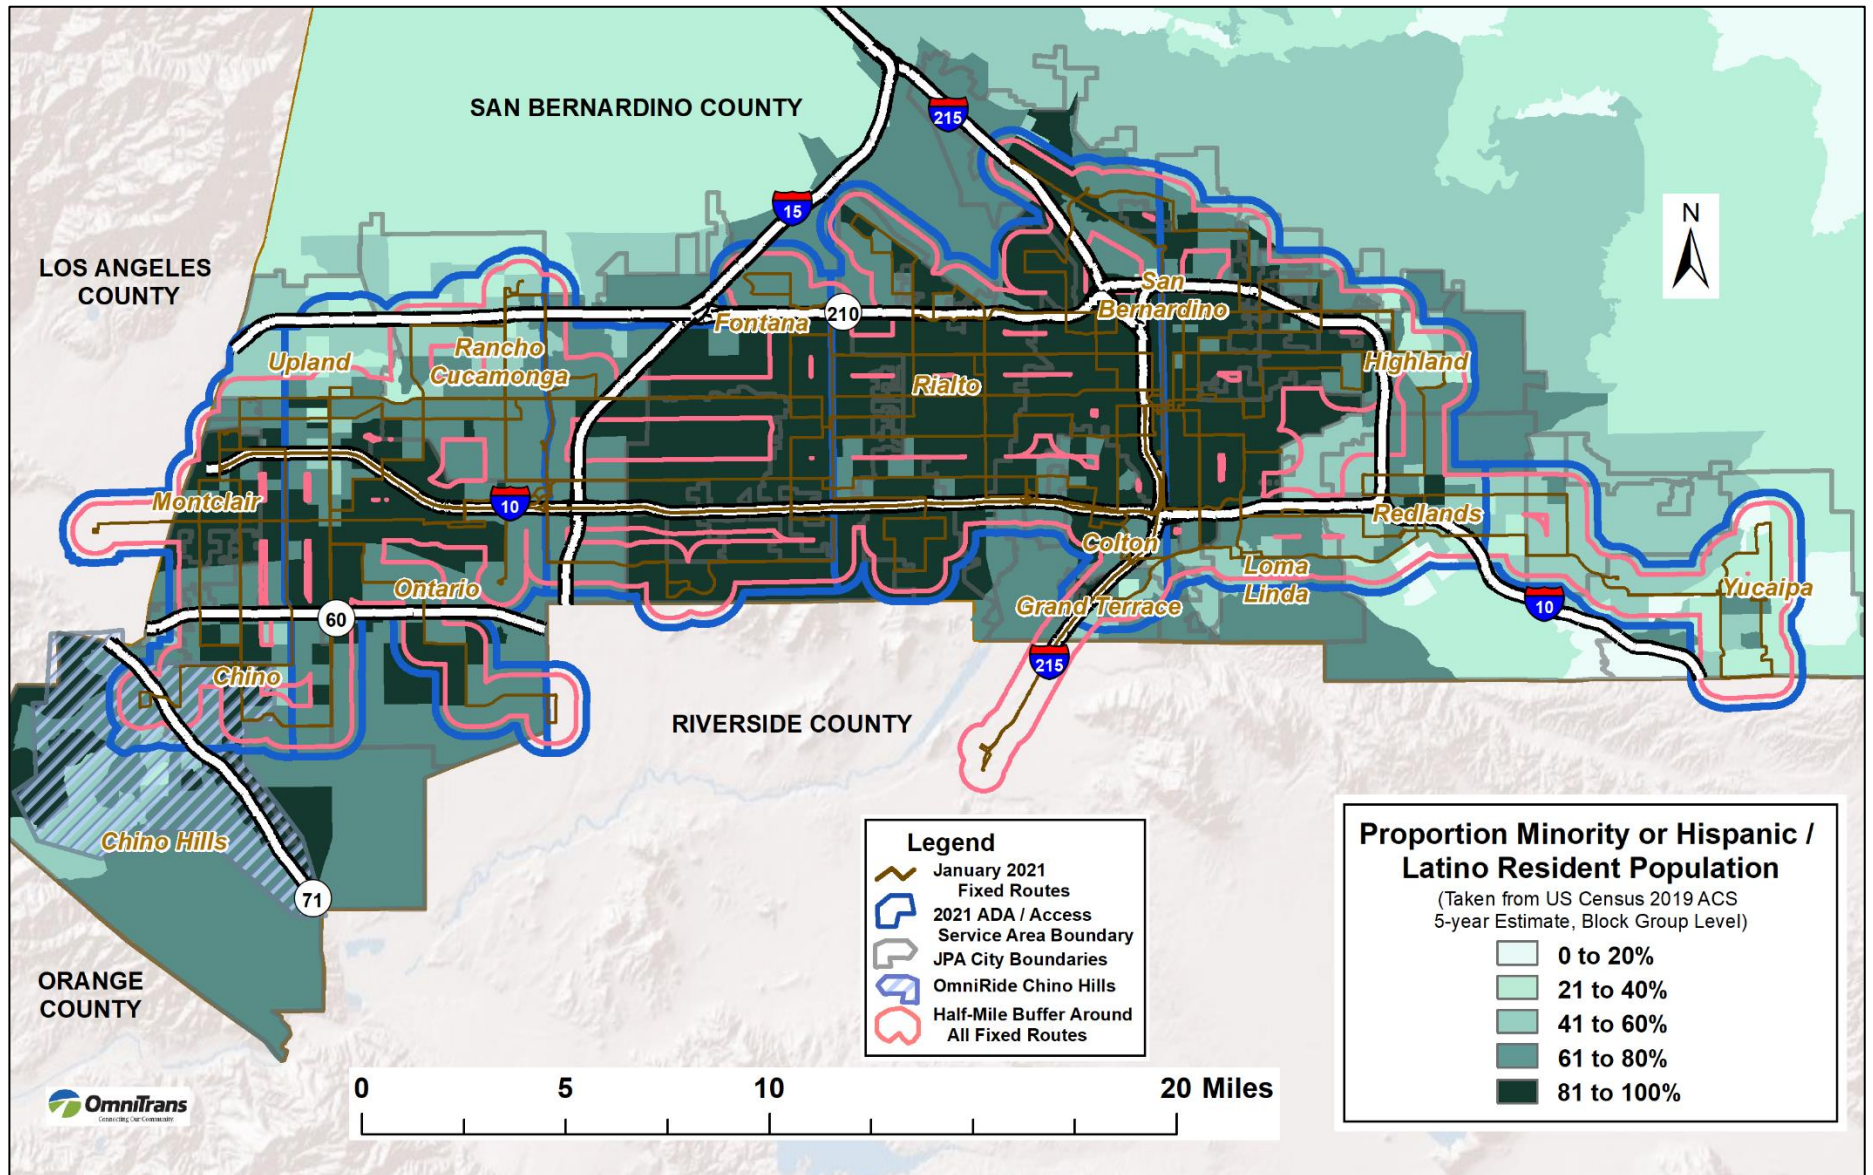 SAN BERNARDINO COUNTY
215
15
N
LOS ANGELES
COUNTY
San
Bernardino
210
Fontana
Upland
Rancho
Cucamonga
Highland
Rialto
Montclair
10
Redlands
Colton
Loma
Linda
Ontario
Grand Terrace
Yucaipa
10
60
215
Chino
RIVERSIDE COUNTY
Chino Hills
71
ORANGE
COUNTY
Legend
January 2021
Fixed Routes
2021 ADA / Access
Service Area Boundary
JPA City Boundaries
OmniRide Chino Hills
Half-Mile Buffer Around
All Fixed Routes
Proportion Minority or Hispanic /
Latino Resident Population
(Taken from US Census 2019 ACS
5-year Estimate, Block Group Level)
0 to 20%
21 to 40%
41 to 60%
61 to 80%
81 to 100%
OmniTrans
Connecting Our Community.
0 5 10 20 Miles